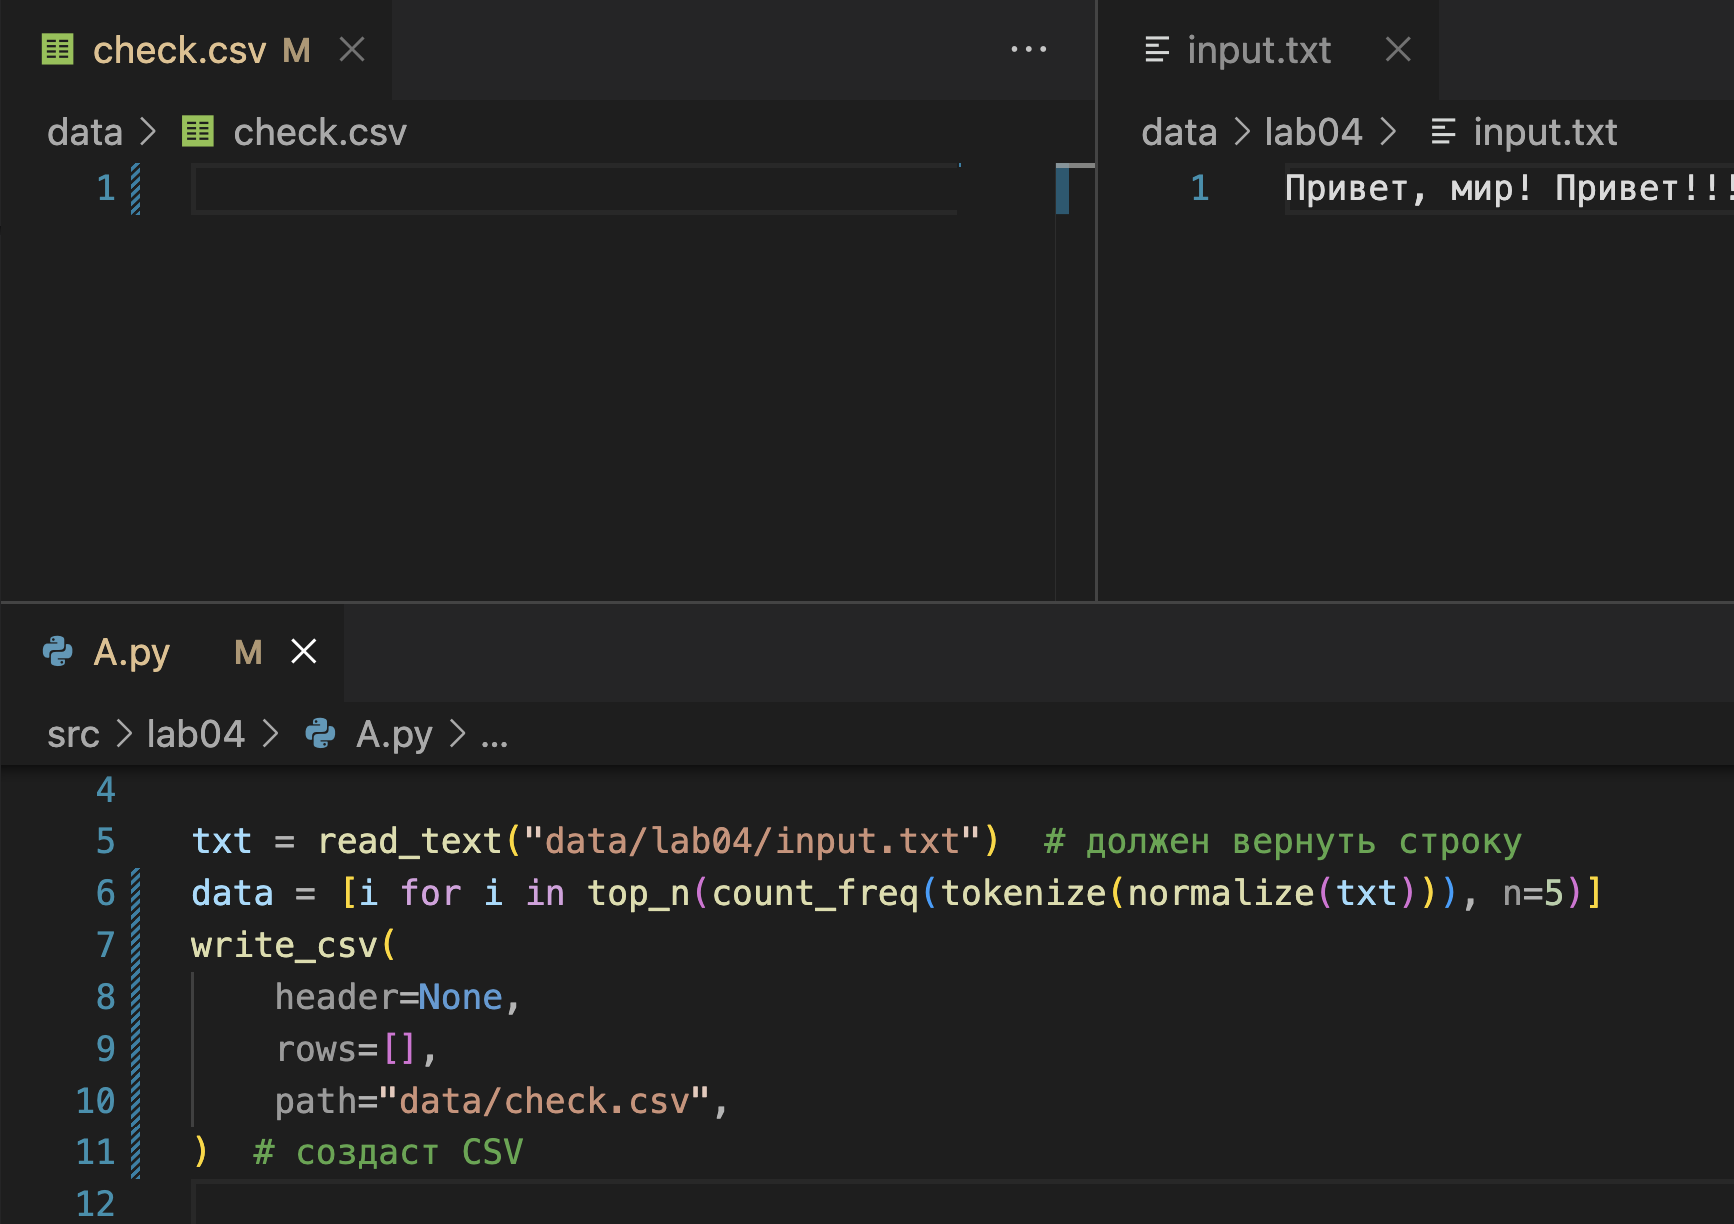 check.csv M
data > check.csv
1
input.txt
data > lab04 > input.txt
1 Привет, мир! Привет!!!
A.py M
src > lab04 > A.py > ...
4
5 txt = read_text("data/lab04/input.txt")  # должен вернуть строку
6 data = [i for i in top_n(count_freq(tokenize(normalize(txt))), n=5)]
7 write_csv(
8     header=None,
9     rows=[],
10     path="data/check.csv",
11 )  # создаст CSV
12